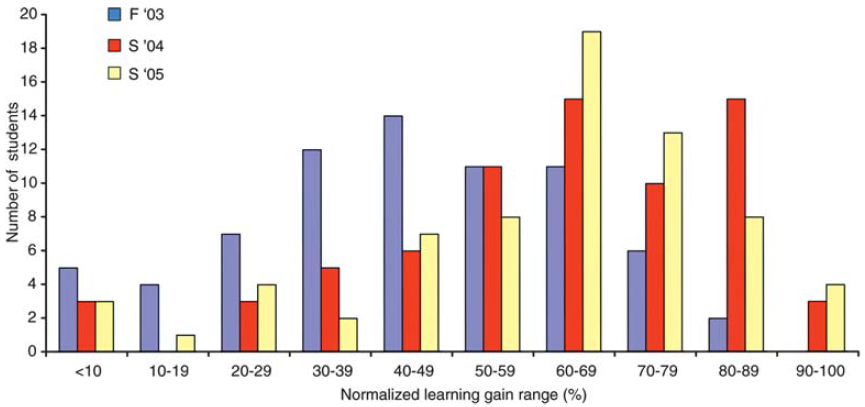 F ‘03
S ’04
S ‘05
Number of students
20
18
16
14
12
10
8
6
4
2
0
<10 10-19 20-29 30-39 40-49 50-59 60-69 70-79 80-89 90-100
Normalized learning gain range (%)